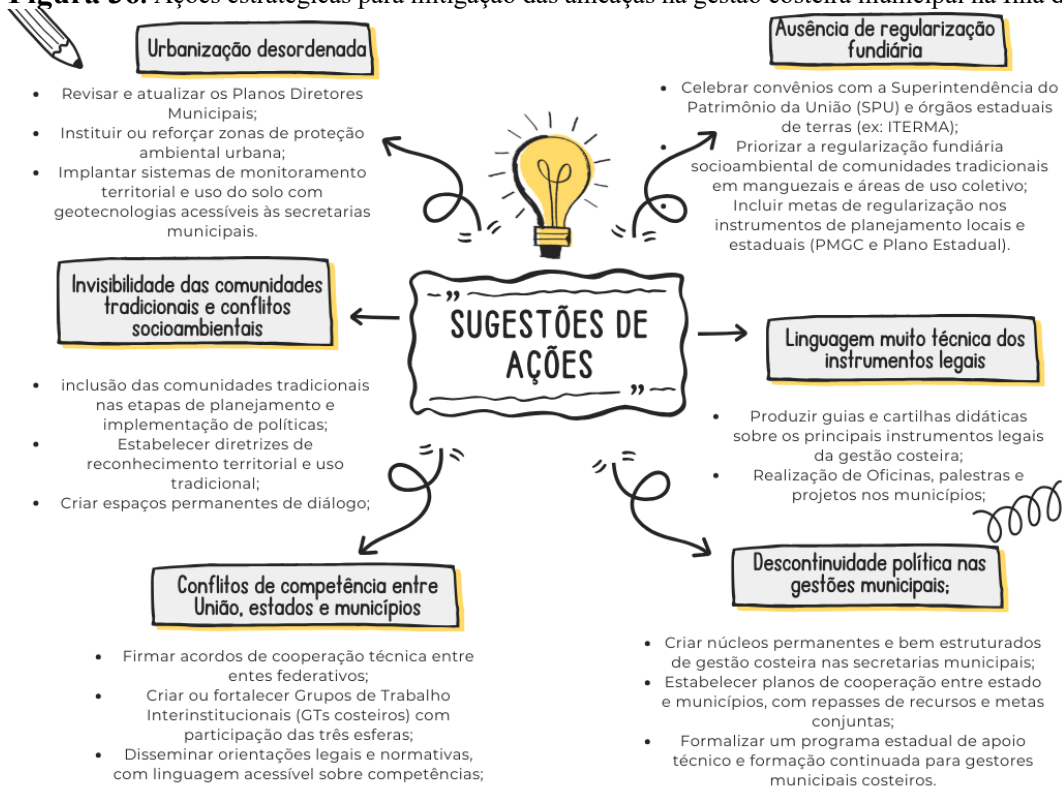 Figura 36. Ações estratégicas para mitigação das ameaças na gestão costeira municipal na Ilha d
Urbanização desordenada
• Revisar e atualizar os Planos Diretores
Municipais;
• Instituir ou reforçar zonas de proteção
ambiental urbana;
• Implantar sistemas de monitoramento
territorial e uso do solo com
geotecnologias acessíveis às secretarias
municipais.
Ausência de regularização
fundiária
• Celebrar convênios com a Superintendência do
Patrimônio da União (SPU) e órgãos estaduais
de terras (ex: ITERMA);
• Priorizar a regularização fundiária
socioambiental de comunidades tradicionais
em manguezais e áreas de uso coletivo;
• Incluir metas de regularização nos
instrumentos de planejamento locais e
estaduais (PMGC e Plano Estadual).
Invisibilidade das comunidades
tradicionais e conflitos
socioambientais
• inclusão das comunidades tradicionais
nas etapas de planejamento e
implementação de políticas;
• Estabelecer diretrizes de
reconhecimento territorial e uso
tradicional;
• Criar espaços permanentes de diálogo;
SUGESTÕES DE
AÇÕES
Linguagem muito técnica dos
instrumentos legais
• Produzir guias e cartilhas didáticas
sobre os principais instrumentos legais
da gestão costeira;
• Realização de Oficinas, palestras e
projetos nos municípios;
Conflitos de competência entre
União, estados e municípios
• Firmar acordos de cooperação técnica entre
entes federativos;
• Criar ou fortalecer Grupos de Trabalho
Interinstitucionais (GTs costeiros) com
participação das três esferas;
• Disseminar orientações legais e normativas,
com linguagem acessível sobre competências;
Descontinuidade política nas
gestões municipais;
• Criar núcleos permanentes e bem estruturados
de gestão costeira nas secretarias municipais;
• Estabelecer planos de cooperação entre estado
e municípios, com repasses de recursos e metas
conjuntas;
• Formalizar um programa estadual de apoio
técnico e formação continuada para gestores
municipais costeiros.